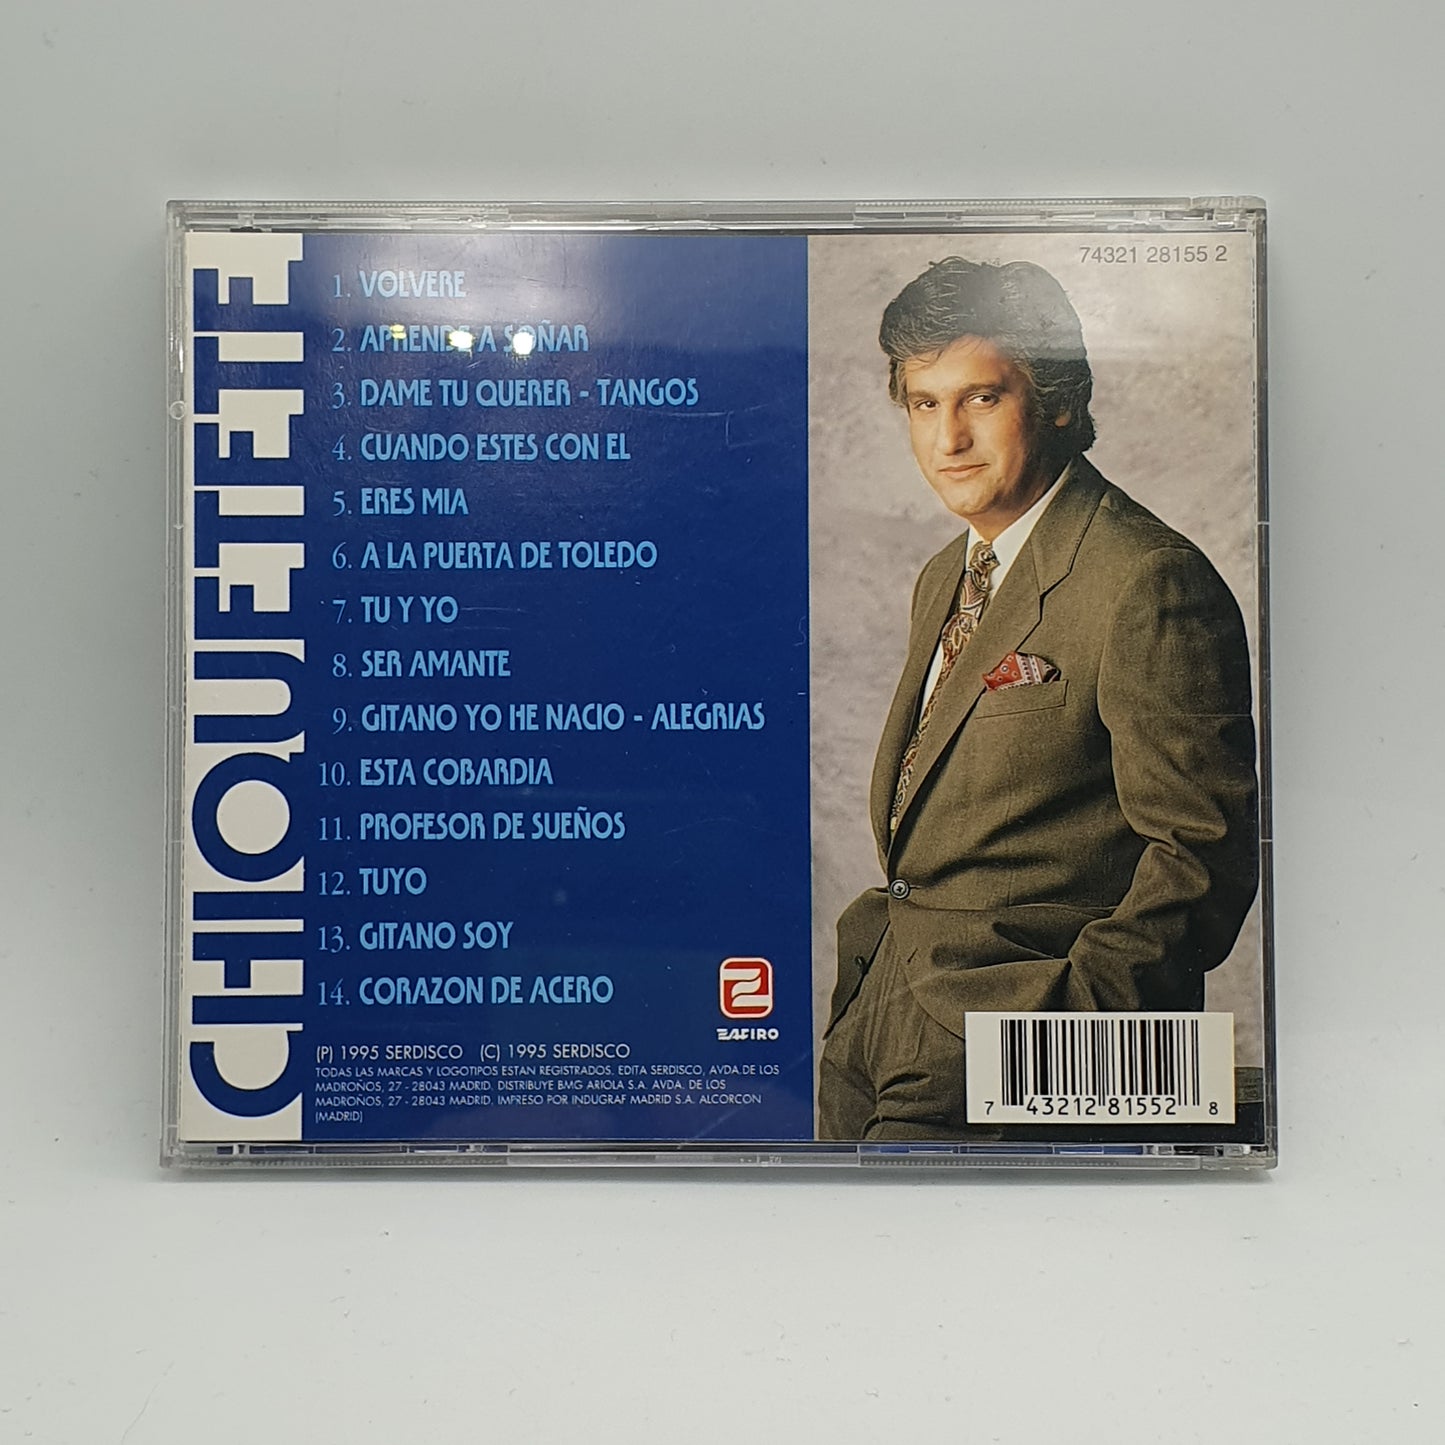 CHIQUETETE
74321 28155 2
1. VOLVERE
2. APRENDE A SOÑAR
3. DAME TU QUERER - TANGOS
4. CUANDO ESTES CON EL
5. ERES MIA
6. A LA PUERTA DE TOLEDO
7. TU Y YO
8. SER AMANTE
9. GITANO YO HE NACIO - ALEGRIAS
10. ESTA COBARDIA
11. PROFESOR DE SUEÑOS
12. TUYO
13. GITANO SOY
14. CORAZON DE ACERO
ZAFIRO
(P) 1995 SERDISCO (C) 1995 SERDISCO
TODAS LAS MARCAS Y LOGOTIPOS ESTAN REGISTRADOS. EDITA SERDISCO, AVDA.DE LOS
MADROÑOS, 27 - 28043 MADRID. DISTRIBUYE BMG ARIOLA S.A. AVDA. DE LOS
MADROÑOS, 27 - 28043 MADRID. IMPRESO POR INDUGRAF MADRID S.A. ALCORCON
(MADRID)
7 43212 81552 8